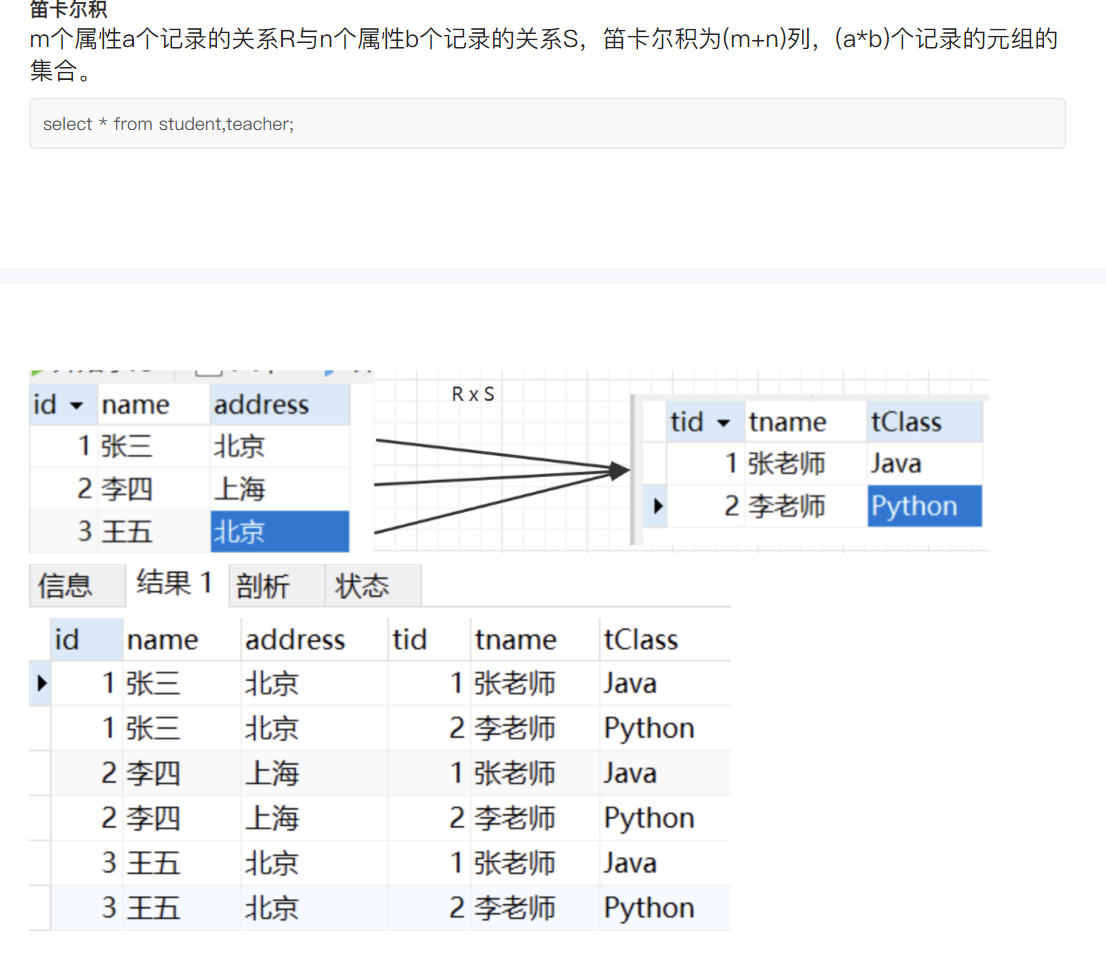 笛卡尔积
m个属性a个记录的关系R与n个属性b个记录的关系S，笛卡尔积为(m+n)列，(a*b)个记录的元组的
集合。
select * from student,teacher;
R x S
id name address
1 张三 北京
2 李四 上海
3 王五 北京
tid tname tClass
1 张老师 Java
2 李老师 Python
信息 结果 1 剖析 状态
id name address tid tname tClass
1 张三 北京 1 张老师 Java
1 张三 北京 2 李老师 Python
2 李四 上海 1 张老师 Java
2 李四 上海 2 李老师 Python
3 王五 北京 1 张老师 Java
3 王五 北京 2 李老师 Python